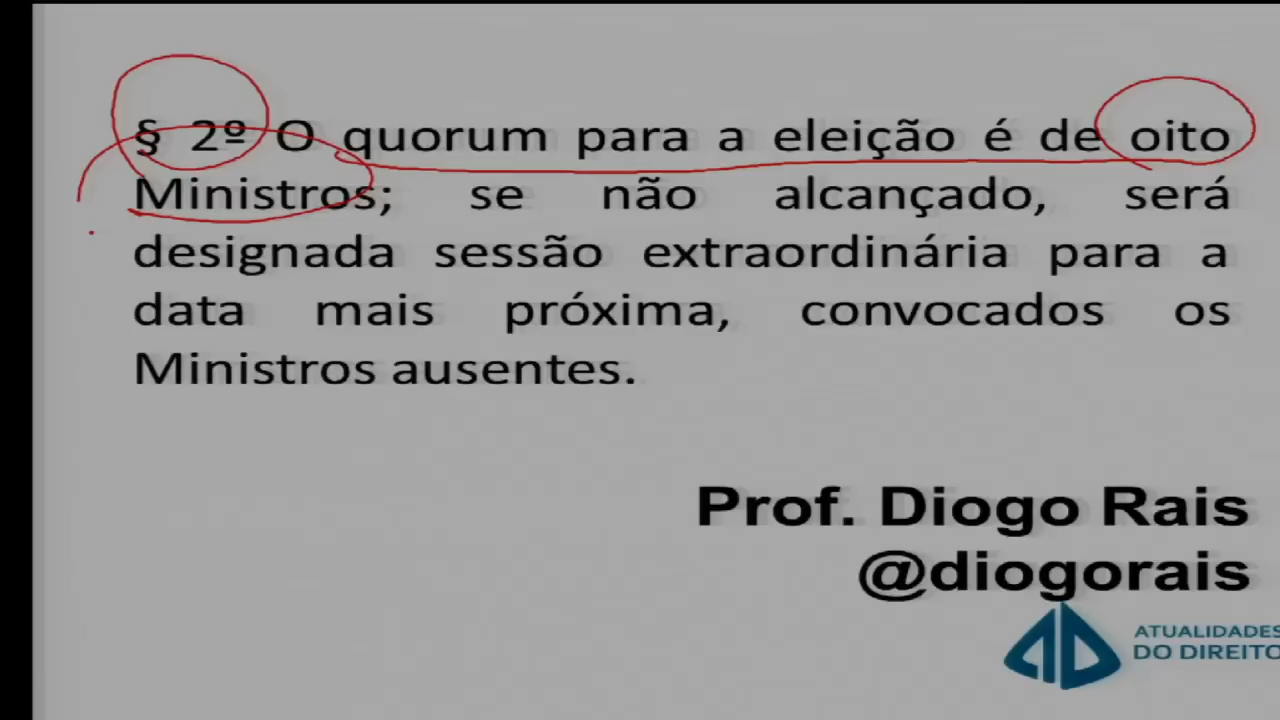 § 2º O quorum para a eleição é de oito
Ministros; se não alcançado, será
designada sessão extraordinária para a
data mais próxima, convocados os
Ministros ausentes.
Prof. Diogo Rais
@diogorais
ATUALIDADES
DO DIREITO